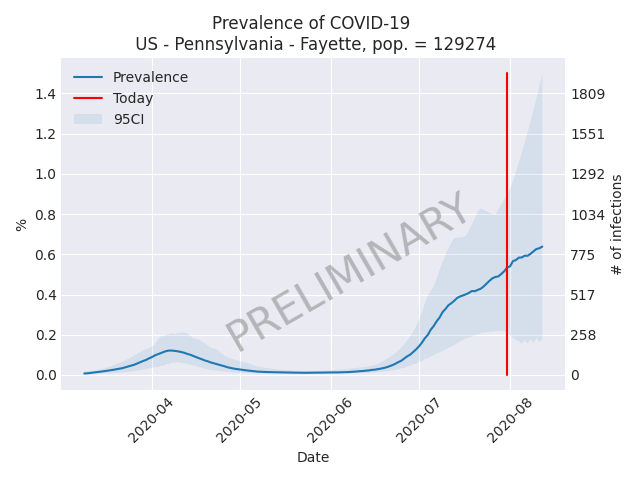 Prevalence of COVID-19
US - Pennsylvania - Fayette, pop. = 129274
Prevalence
Today
95CI
1.4
1.2
1.0
0.8
0.6
0.4
0.2
0.0
%
1809
1551
1292
1034
775
517
258
0
# of infections
PRELIMINARY
2020-04
2020-05
2020-06
2020-07
2020-08
Date